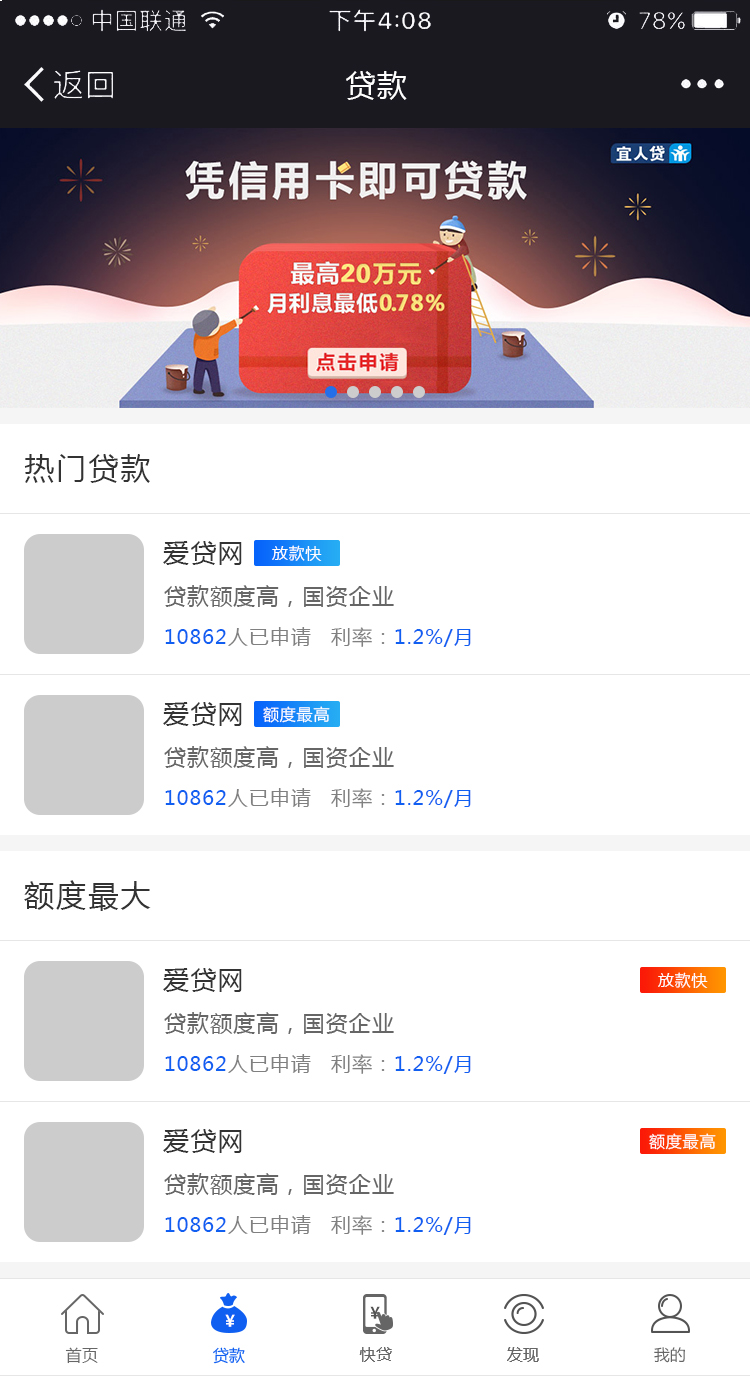 中国联通 下午4:08 78%
返回 贷款
宜人贷
凭信用卡即可贷款
最高20万元
月利息最低0.78%
点击申请
热门贷款
爱贷网 放款快
贷款额度高，国资企业
10862人已申请 利率：1.2%/月
爱贷网 额度最高
贷款额度高，国资企业
10862人已申请 利率：1.2%/月
额度最大
爱贷网 放款快
贷款额度高，国资企业
10862人已申请 利率：1.2%/月
爱贷网 额度最高
贷款额度高，国资企业
10862人已申请 利率：1.2%/月
首页 贷款 快贷 发现 我的